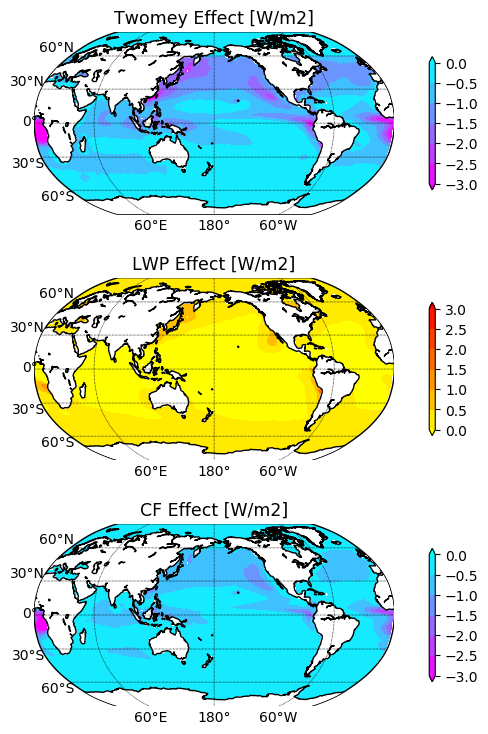 Twomey Effect [W/m2]
60°N
30°N
0°
30°S
60°S
60°E 180° 60°W
0.0
−0.5
−1.0
−1.5
−2.0
−2.5
−3.0
LWP Effect [W/m2]
60°N
30°N
0°
30°S
60°S
60°E 180° 60°W
3.0
2.5
2.0
1.5
1.0
0.5
0.0
CF Effect [W/m2]
60°N
30°N
0°
30°S
60°S
60°E 180° 60°W
0.0
−0.5
−1.0
−1.5
−2.0
−2.5
−3.0